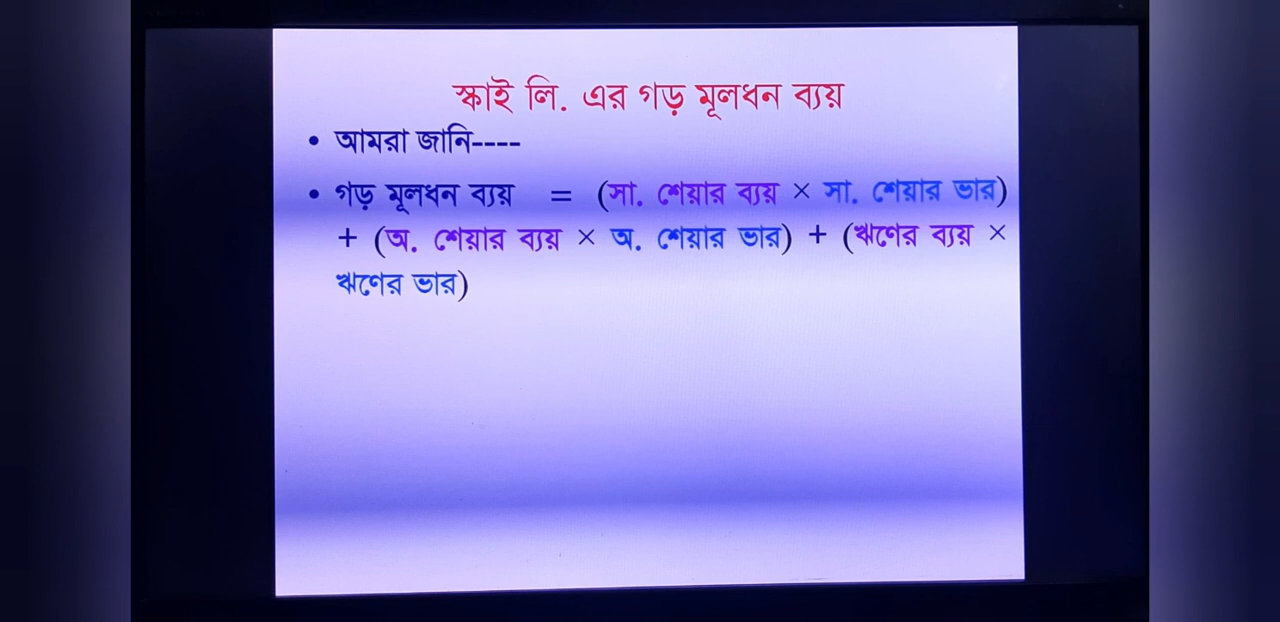 স্কাই লি. এর গড় মূলধন ব্যয়
• আমরা জানি----
• গড় মূলধন ব্যয় = (সা. শেয়ার ব্যয় × সা. শেয়ার ভার)
+ (অ. শেয়ার ব্যয় × অ. শেয়ার ভার) + (ঋণের ব্যয় ×
ঋণের ভার)